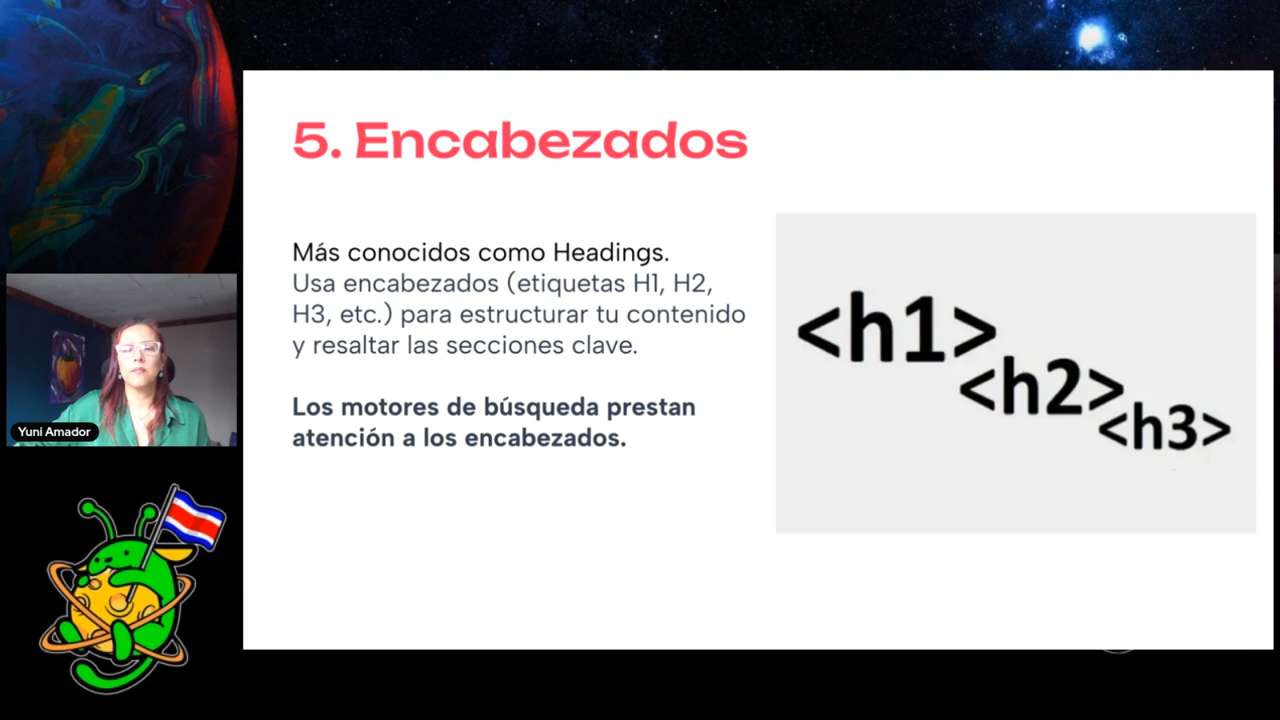 5. Encabezados
Más conocidos como Headings.
Usa encabezados (etiquetas H1, H2,
H3, etc.) para estructurar tu contenido
y resaltar las secciones clave.
Los motores de búsqueda prestan
atención a los encabezados.
<h1>
<h2>
<h3>
Yuni Amador